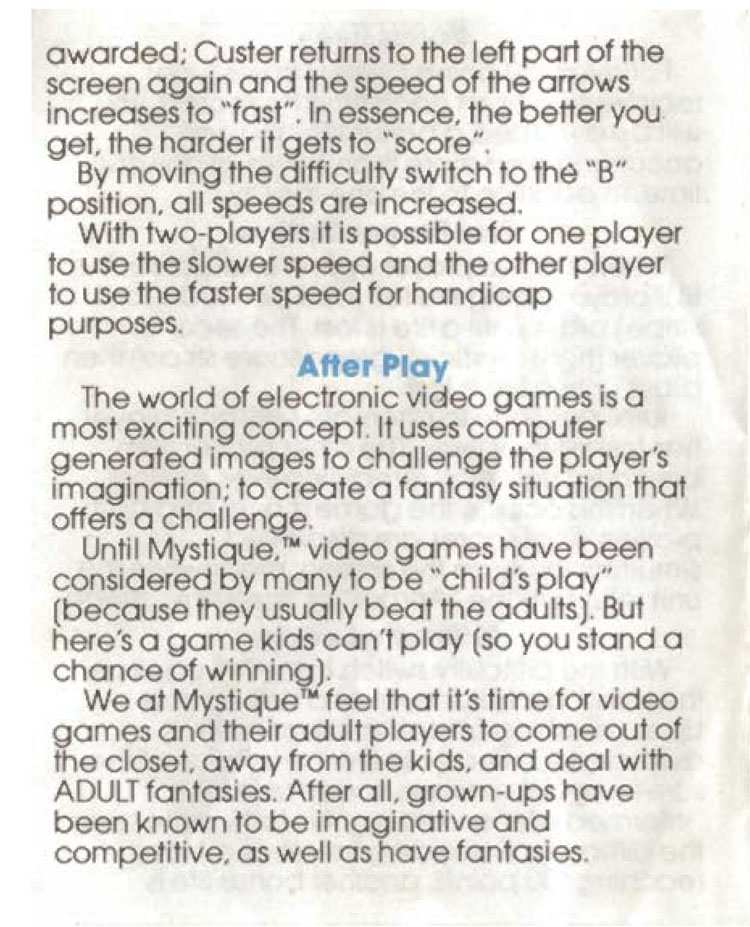 awarded; Custer returns to the left part of the
screen again and the speed of the arrows
increases to "fast". In essence, the better you
get, the harder it gets to "score".
By moving the difficulty switch to the "B"
position, all speeds are increased.
With two-players it is possible for one player
to use the slower speed and the other player
to use the faster speed for handicap
purposes.
After Play
The world of electronic video games is a
most exciting concept. It uses computer
generated images to challenge the player's
imagination; to create a fantasy situation that
offers a challenge.
Until Mystique,™ video games have been
considered by many to be "child's play"
(because they usually beat the adults). But
here's a game kids can't play (so you stand a
chance of winning).
We at Mystique™ feel that it's time for video
games and their adult players to come out of
the closet, away from the kids, and deal with
ADULT fantasies. After all, grown-ups have
been known to be imaginative and
competitive, as well as have fantasies.